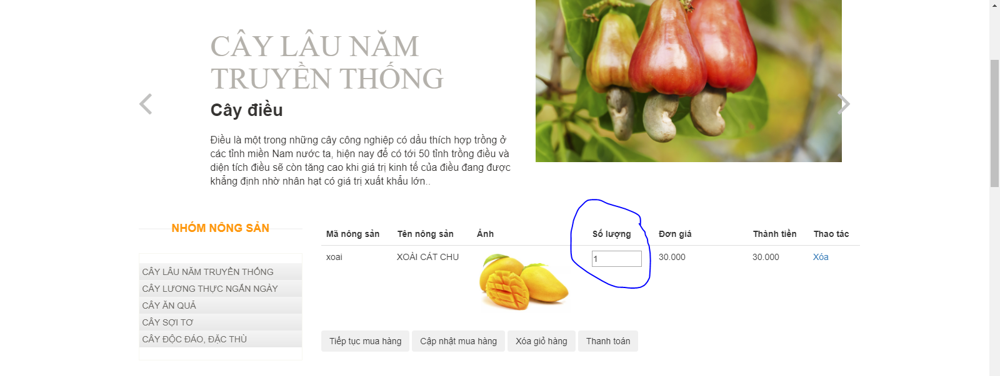 CÂY LÂU NĂM
TRUYỀN THỐNG
Cây điều
Điều là một trong những cây công nghiệp có dầu thích hợp trồng ở
các tỉnh miền Nam nước ta, hiện nay để có tới 50 tỉnh trồng điều và
diện tích điều sẽ còn tăng cao khi giá trị kinh tế của điều đang được
khẳng định nhờ nhân hạt có giá trị xuất khẩu lớn..
NHÓM NÔNG SẢN
CÂY LÂU NĂM TRUYỀN THỐNG
CÂY LƯƠNG THỰC NGẮN NGÀY
CÂY ĂN QUẢ
CÂY SỢI TƠ
CÂY ĐỘC ĐÁO, ĐẶC THÙ
Mã nông sản Tên nông sản Ảnh Số lượng Đơn giá Thành tiền Thao tác
xoai XOÀI CÁT CHU 1 30.000 30.000 Xóa
Tiếp tục mua hàng Cập nhật mua hàng Xóa giỏ hàng Thanh toán